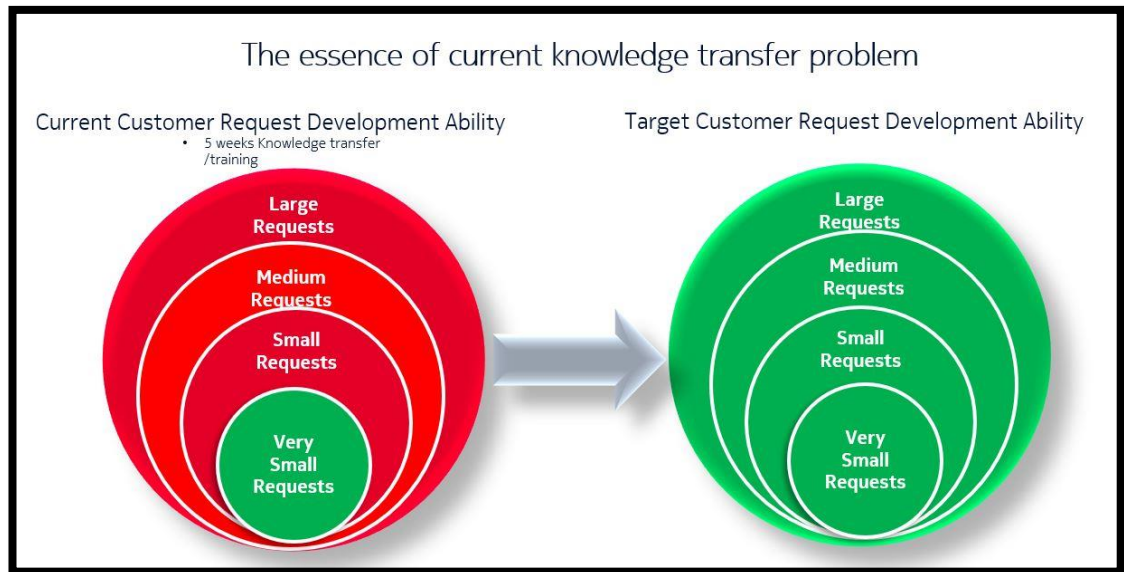 The essence of current knowledge transfer problem
Current Customer Request Development Ability
• 5 weeks Knowledge transfer
/training
Large
Requests
Medium
Requests
Small
Requests
Very
Small
Requests
Target Customer Request Development Ability
Large
Requests
Medium
Requests
Small
Requests
Very
Small
Requests